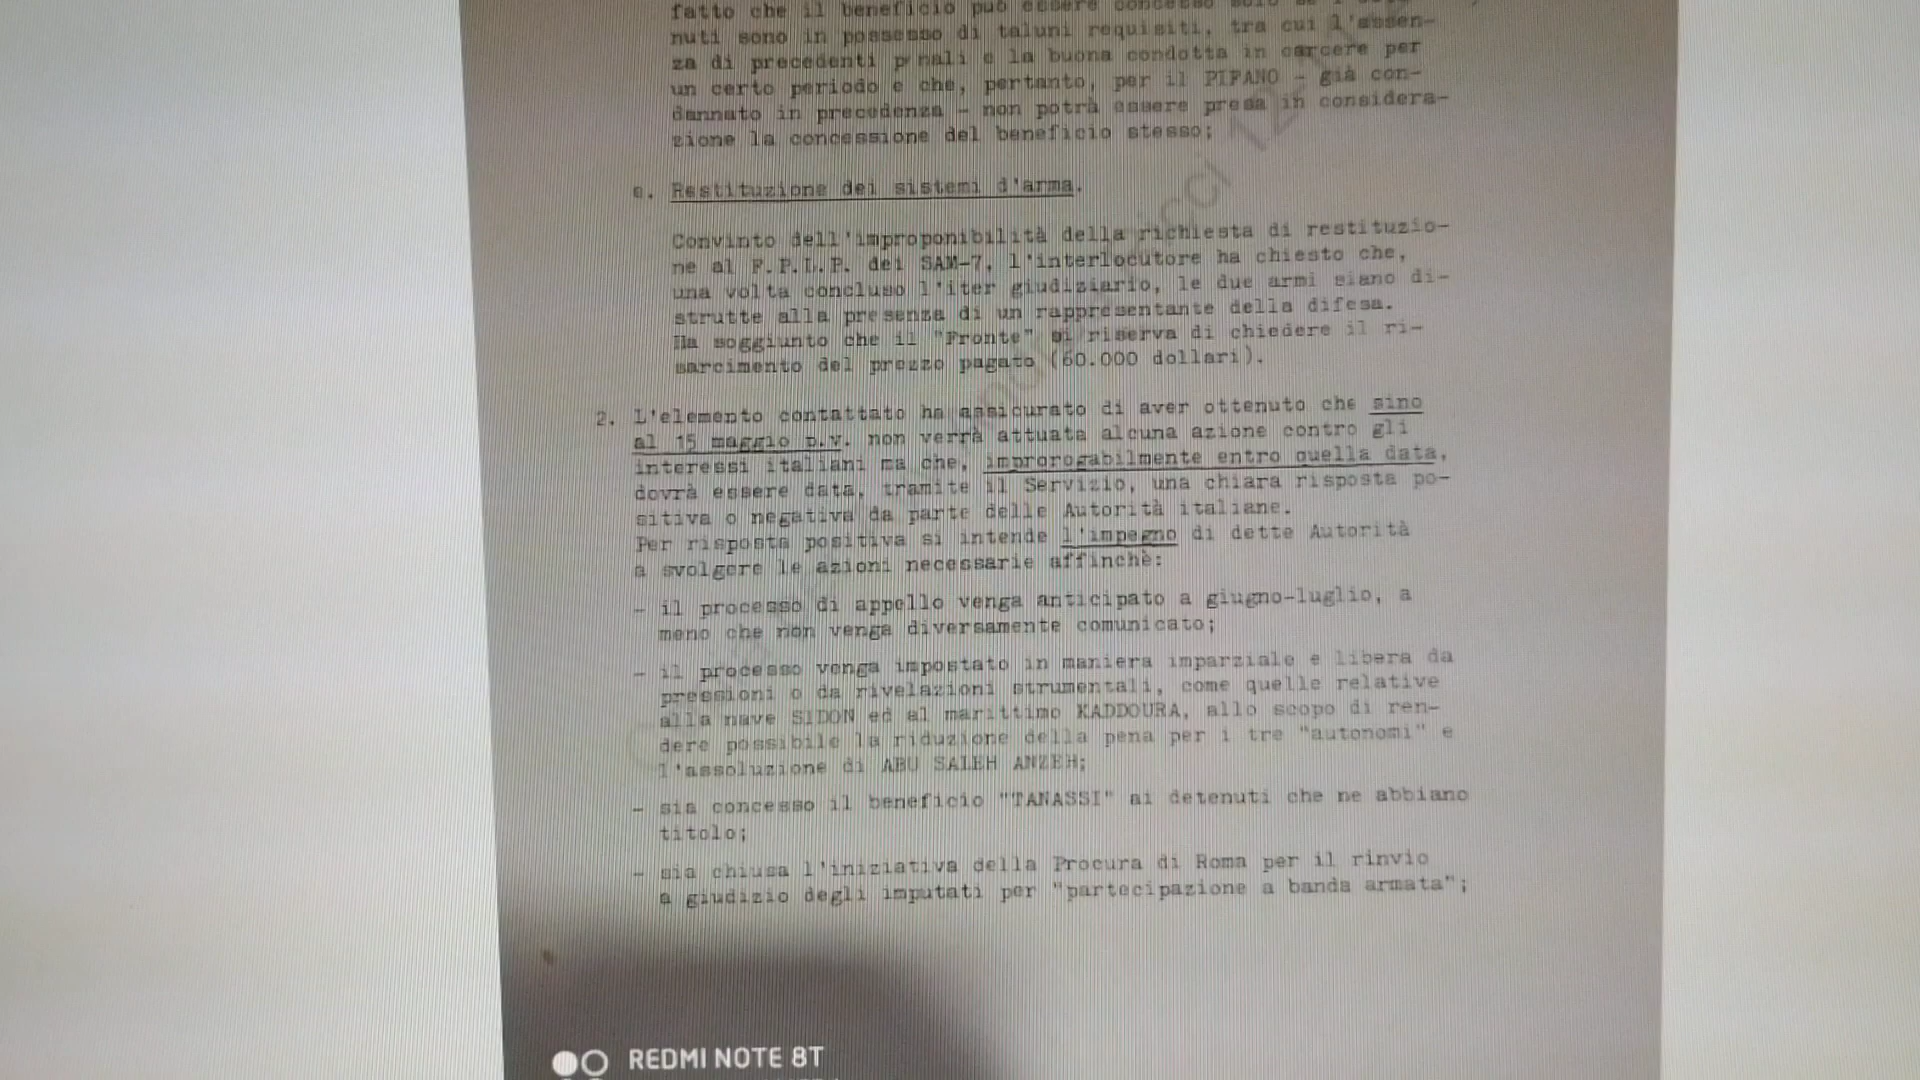 fatto che il beneficio può essere concesso solo se i
nuti sono in possesso di taluni requisiti, tra cui l'assen-
za di precedenti penali e la buona condotta in carcere per
un certo periodo e che, pertanto, per il PIFANO - già con-
dannato in precedenza - non potrà essere presa in considera-
zione la concessione del beneficio stesso;
e. Restituzione dei sistemi d'arma.
Convinto dell'improponibilità della richiesta di restituzio-
ne al F.P.L.P. dei SAM-7, l'interlocutore ha chiesto che,
una volta concluso l'iter giudiziario, le due armi siano di-
strutte alla presenza di un rappresentante della difesa.
Ha soggiunto che il "Fronte" si riserva di chiedere il ri-
sarcimento del prezzo pagato (60.000 dollari).
2. L'elemento contattato ha assicurato di aver ottenuto che sino
al 15 maggio p.v. non verrà attuata alcuna azione contro gli
interessi italiani ma che, improrogabilmente entro quella data,
dovrà essere data, tramite il Servizio, una chiara risposta po-
sitiva o negativa da parte delle Autorità italiane.
Per risposta positiva si intende l'impegno di dette Autorità
a svolgere le azioni necessarie affinchè:
- il processo di appello venga anticipato a giugno-luglio, a
meno che non venga diversamente comunicato;
- il processo venga impostato in maniera imparziale e libera da
pressioni o da rivelazioni strumentali, come quelle relative
alla nave SIDON ed al marittimo KADDOURA, allo scopo di ren-
dere possibile la riduzione della pena per i tre "autonomi" e
l'assoluzione di ABU SALEH ANZEH;
- sia concesso il beneficio "TANASSI" ai detenuti che ne abbiano
titolo;
- sia chiusa l'iniziativa della Procura di Roma per il rinvio
a giudizio degli imputati per "partecipazione a banda armata";
REDMI NOTE 8T